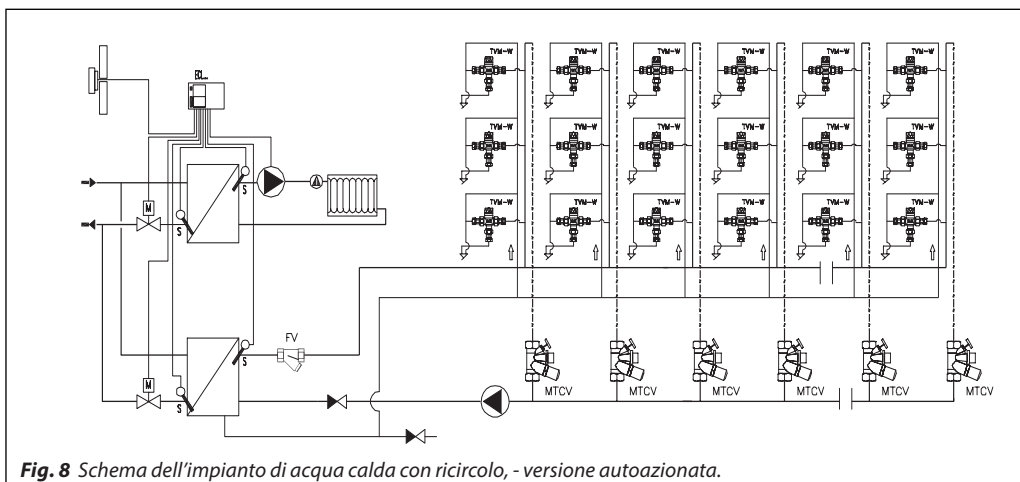 ECL...
TVM-W TVM-W TVM-W TVM-W TVM-W TVM-W
M
S
S
TVM-W TVM-W TVM-W TVM-W TVM-W TVM-W
TVM-W TVM-W TVM-W TVM-W TVM-W TVM-W
FV
M
S
S
MTCV MTCV MTCV MTCV MTCV MTCV
Fig. 8 Schema dell'impianto di acqua calda con ricircolo, - versione autoazionata.